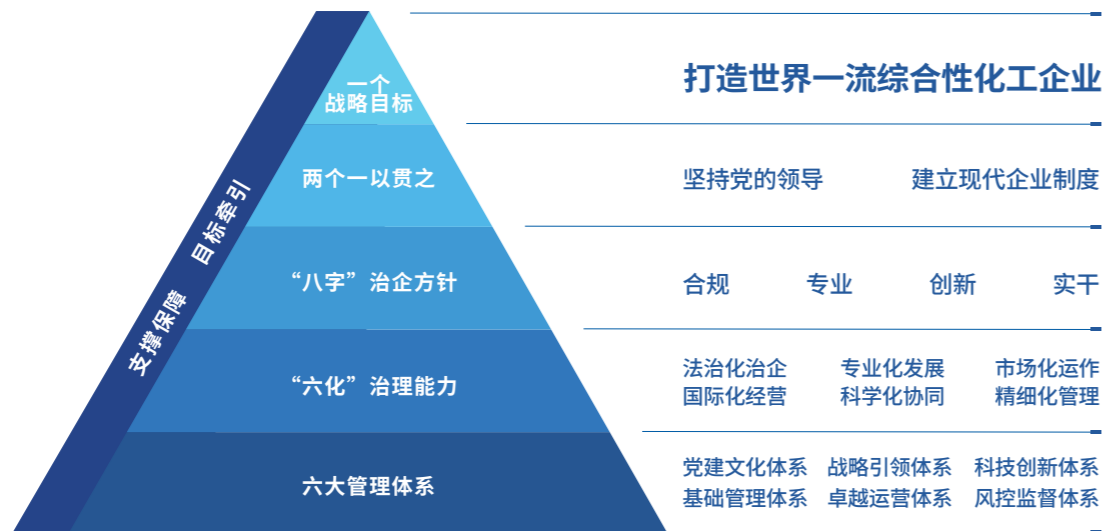 一个
战略目标
打造世界一流综合性化工企业
两个一以贯之
坚持党的领导 建立现代企业制度
“八字”治企方针
合规 专业 创新 实干
“六化”治理能力
法治化治企 专业化发展 市场化运作
国际化经营 科学化协同 精细化管理
六大管理体系
党建文化体系 战略引领体系 科技创新体系
基础管理体系 卓越运营体系 风控监督体系
支撑保障 目标牵引